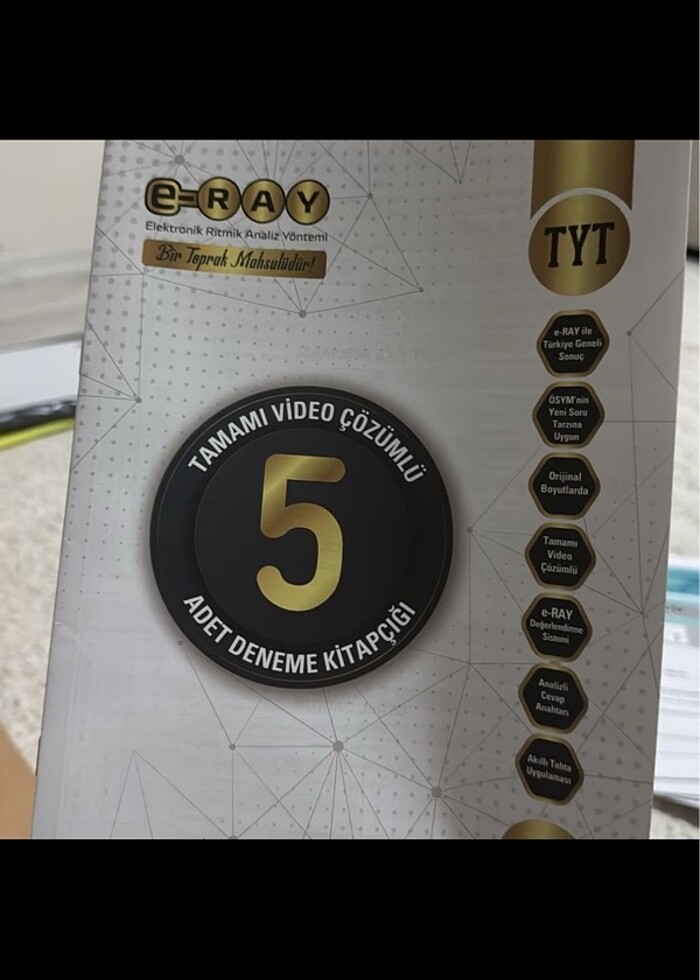 e-RAY
Elektronik Ritmik Analiz Yöntemi
Bir Toprak Mahsulüdür!
TYT
e-RAY ile
Türkiye Geneli
Sonuç
ÖSYM'nin
Yeni Soru
Tarzına
Uygun
Orijinal
Boyutlarda
Tamamı
Video
Çözümlü
e-RAY
Değerlendirme
Sistemi
Analizli
Cevap
Anahtarı
Akıllı Tahta
Uygulaması
TAMAMI VİDEO ÇÖZÜMLÜ
5
ADET DENEME KİTAPÇIĞI